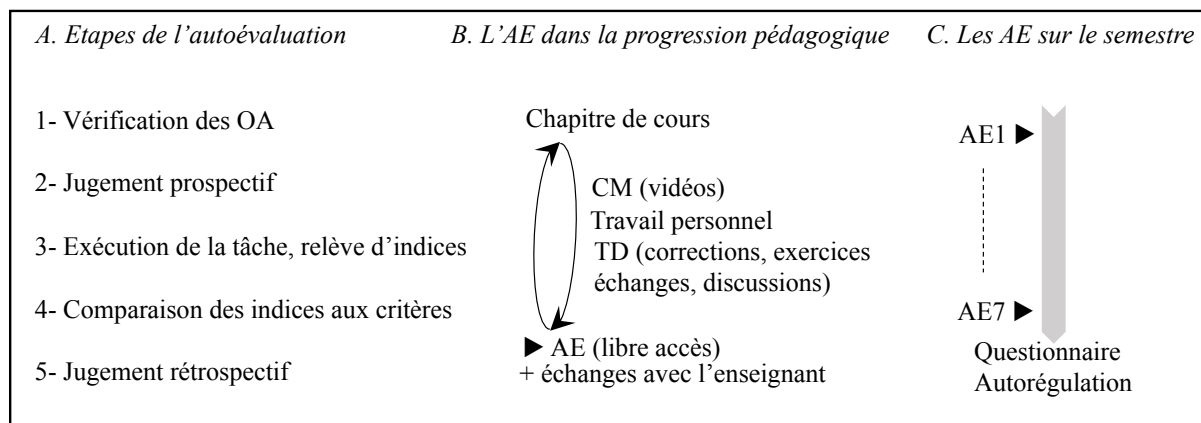 A. Etapes de l’autoévaluation
1- Vérification des OA
2- Jugement prospectif
3- Exécution de la tâche, relève d’indices
4- Comparaison des indices aux critères
5- Jugement rétrospectif
B. L’AE dans la progression pédagogique
Chapitre de cours
CM (vidéos)
Travail personnel
TD (corrections, exercices
échanges, discussions)
► AE (libre accès)
+ échanges avec l’enseignant
C. Les AE sur le semestre
AE1 ►
AE7 ►
Questionnaire
Autorégulation